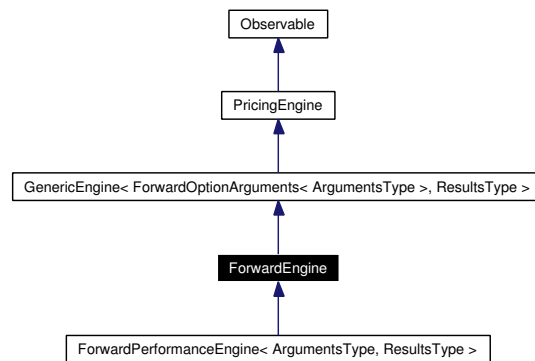 Observable
PricingEngine
GenericEngine< ForwardOptionArguments< ArgumentsType >, ResultsType >
ForwardEngine
ForwardPerformanceEngine< ArgumentsType, ResultsType >